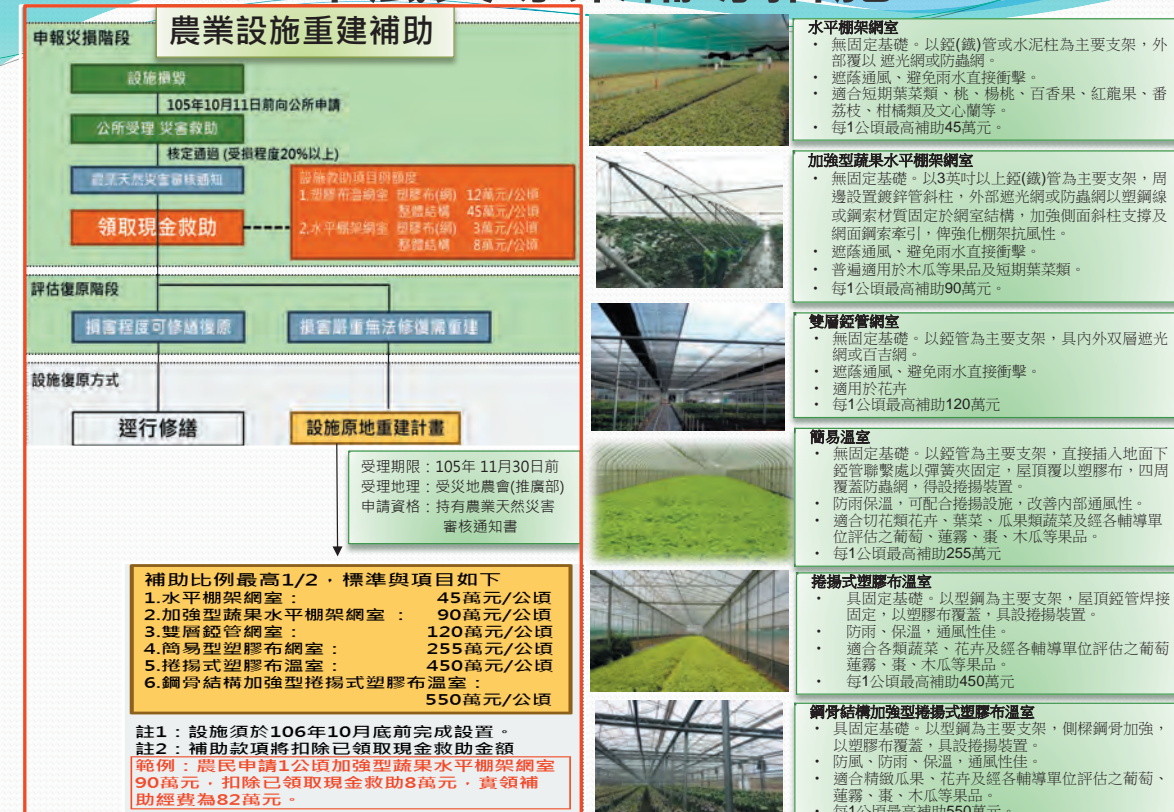 農業設施重建補助
申報災損階段
設施損毀
105年10月11日前向公所申請
公所受理 災害救助
核定通過 (受損程度20%以上)
農業天然災害審核通知
領取現金救助
設施救助項目與額度
1.塑膠布溫網室 塑膠布(網) 12萬元/公頃
整體結構 45萬元/公頃
2.水平棚架網室 塑膠布(網) 3萬元/公頃
整體結構 8萬元/公頃
評估復原階段
損害程度可修繕復原
損害嚴重無法修復需重建
設施復原方式
逕行修繕
設施原地重建計畫
受理期限：105年 11月30日前
受理地理：受災地農會(推廣部)
申請資格：持有農業天然災害
審核通知書
補助比例最高1/2，標準與項目如下
1.水平棚架網室： 45萬元/公頃
2.加強型蔬果水平棚架網室 ： 90萬元/公頃
3.雙層錏管網室： 120萬元/公頃
4.簡易型塑膠布網室： 255萬元/公頃
5.捲揚式塑膠布溫室： 450萬元/公頃
6.鋼骨結構加強型捲揚式塑膠布溫室：
550萬元/公頃
註1：設施須於106年10月底前完成設置。
註2：補助款項將扣除已領取現金救助金額
範例：農民申請1公頃加強型蔬果水平棚架網室
90萬元，扣除已領取現金救助8萬元，實領補
助經費為82萬元。
水平棚架網室
• 無固定基礎。以錏(鐵)管或水泥柱為主要支架，外
部覆以 遮光網或防蟲網。
• 遮蔭通風、避免雨水直接衝擊。
• 適合短期葉菜類、桃、楊桃、百香果、紅龍果、番
荔枝、柑橘類及文心蘭等。
• 每1公頃最高補助45萬元。
加強型蔬果水平棚架網室
• 無固定基礎。以3英吋以上錏(鐵)管為主要支架，周
邊設置鍍鋅管斜柱，外部遮光網或防蟲網以塑鋼線
或鋼索材質固定於網室結構，加強側面斜柱支撐及
網面鋼索牽引，俾強化棚架抗風性。
• 遮蔭通風、避免雨水直接衝擊。
• 普遍適用於木瓜等果品及短期葉菜類。
• 每1公頃最高補助90萬元。
雙層錏管網室
• 無固定基礎。以錏管為主要支架，具內外双層遮光
網或百吉網。
• 遮蔭通風、避免雨水直接衝擊。
• 適用於花卉
• 每1公頃最高補助120萬元
簡易溫室
• 無固定基礎。以錏管為主要支架，直接插入地面下
錏管聯繫處以彈簧夾固定，屋頂覆以塑膠布，四周
覆蓋防蟲網，得設捲揚裝置。
• 防雨保溫，可配合捲揚設施，改善內部通風性。
• 適合切花類花卉、葉菜、瓜果類蔬菜及經各輔導單
位評估之葡萄、蓮霧、棗、木瓜等果品。
• 每1公頃最高補助255萬元
捲揚式塑膠布溫室
• 具固定基礎。以型鋼為主要支架，屋頂錏管焊接
固定，以塑膠布覆蓋，具設捲揚裝置。
• 防雨、保溫，通風性佳。
• 適合各類蔬菜、花卉及經各輔導單位評估之葡萄
蓮霧、棗、木瓜等果品。
• 每1公頃最高補助450萬元
鋼骨結構加強型捲揚式塑膠布溫室
• 具固定基礎。以型鋼為主要支架，側樑鋼骨加強，
以塑膠布覆蓋，具設捲揚裝置。
• 防風、防雨、保溫，通風性佳。
• 適合精緻瓜果、花卉及經各輔導單位評估之葡萄、
蓮霧、棗、木瓜等果品。
• 每1公頃最高補助550萬元。